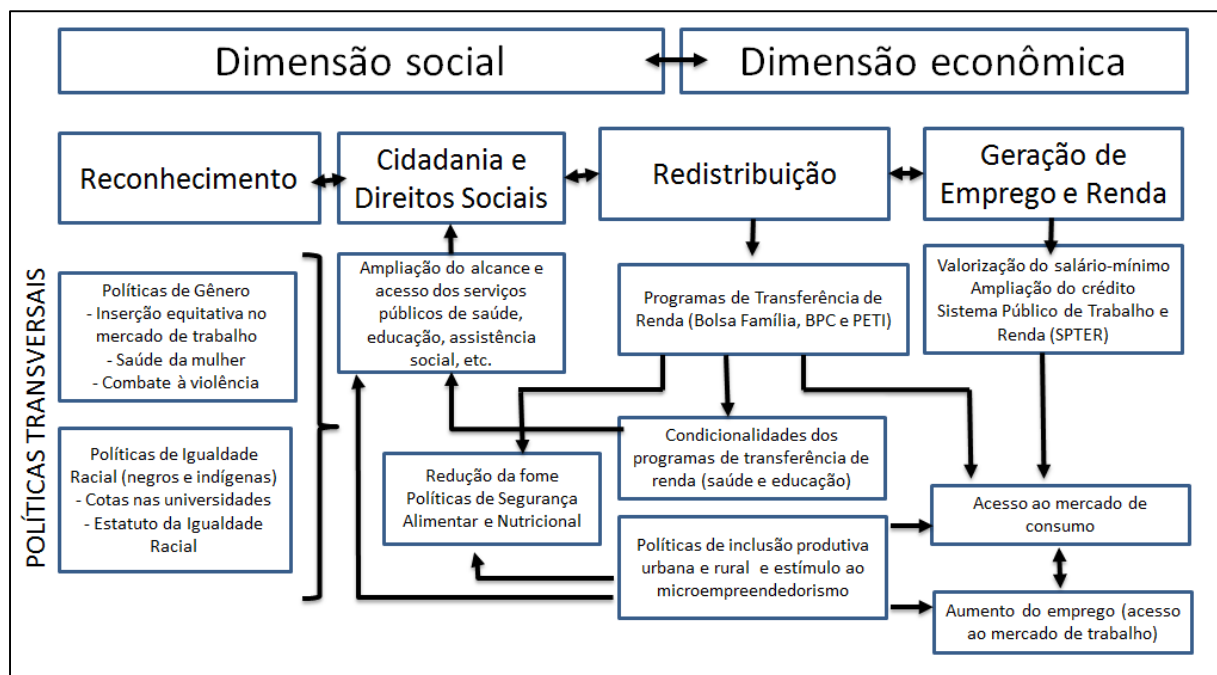 Dimensão social
Dimensão econômica
Reconhecimento
Cidadania e
Direitos Sociais
Redistribuição
Geração de
Emprego e Renda
POLÍTICAS TRANSVERSAIS
Políticas de Gênero
- Inserção equitativa no
mercado de trabalho
- Saúde da mulher
- Combate à violência
Políticas de Igualdade
Racial (negros e indígenas)
- Cotas nas universidades
- Estatuto da Igualdade
Racial
Ampliação do alcance e
acesso dos serviços
públicos de saúde,
educação, assistência
social, etc.
Redução da fome
Políticas de Segurança
Alimentar e Nutricional
Programas de Transferência de
Renda (Bolsa Família, BPC e PETI)
Condicionalidades dos
programas de transferência de
renda (saúde e educação)
Políticas de inclusão produtiva
urbana e rural e estímulo ao
microempreendedorismo
Valorização do salário-mínimo
Ampliação do crédito
Sistema Público de Trabalho e
Renda (SPTER)
Acesso ao mercado de
consumo
Aumento do emprego (acesso
ao mercado de trabalho)